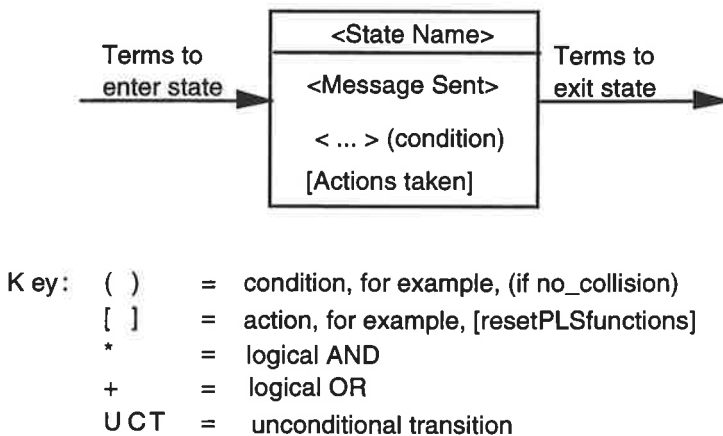 <State Name>
Terms to
enter state
<Message Sent>
< ... > (condition)
[Actions taken]
Terms to
exit state
Key: ( ) = condition, for example, (if no_collision)
[ ] = action, for example, [resetPLSfunctions]
* = logical AND
+ = logical OR
UCT = unconditional transition